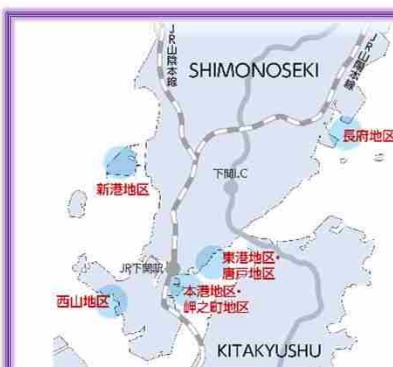 JR山陰本線
SHIMONOSEKI
JR山陰本線
長府地区
下関I.C
新港地区
東港地区・
唐戸地区
JR下関駅
本港地区・
岬之町地区
西山地区
KITAKYUSHU